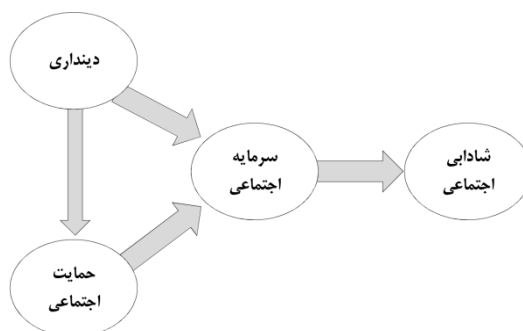 دینداری
سرمایه
اجتماعی
شادابی
اجتماعی
حمایت
اجتماعی